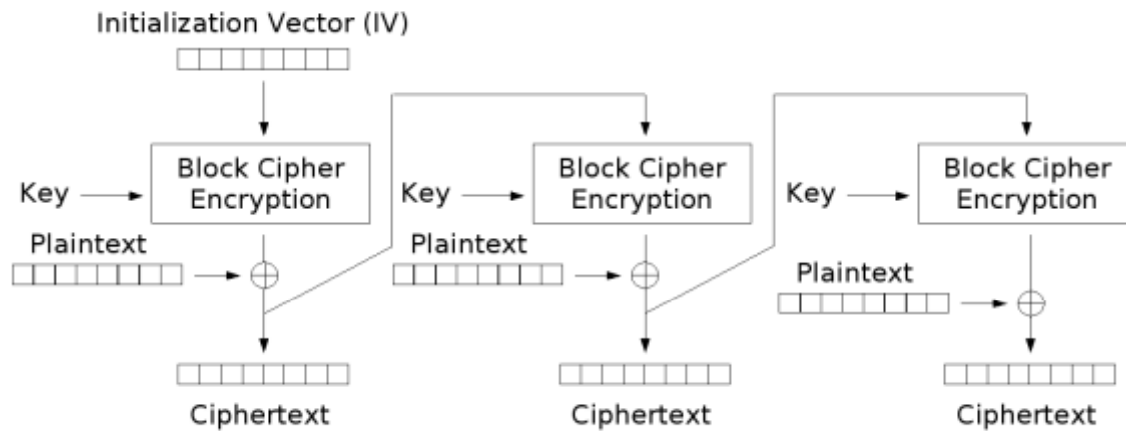 Initialization Vector (IV)
Block Cipher
Encryption
Key
Plaintext
Ciphertext
Block Cipher
Encryption
Key
Plaintext
Ciphertext
Block Cipher
Encryption
Key
Plaintext
Ciphertext